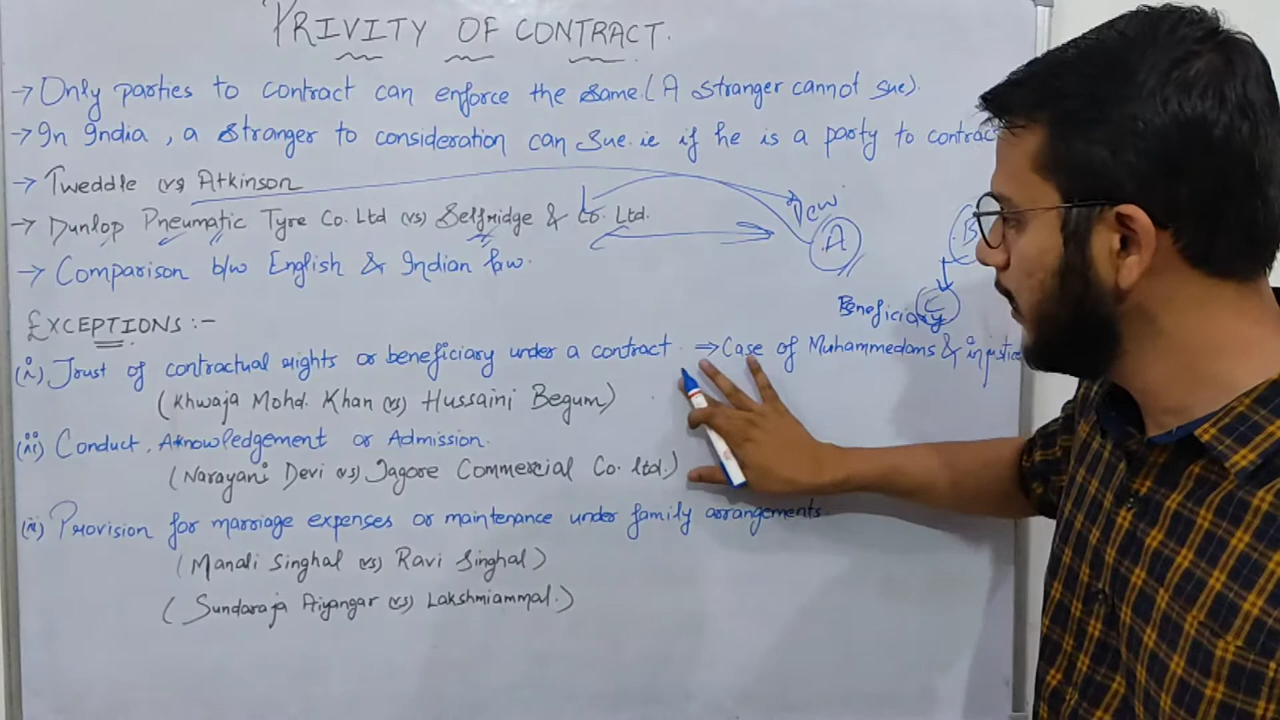 PRIVITY OF CONTRACT.
→ Only parties to contract can enforce the same. (A stranger cannot sue).
→ In India, a stranger to consideration can sue. ie if he is a party to contract
→ Tweddle (vs) Atkinson
→ Dunlop Pneumatic Tyre Co. Ltd (vs) Selfridge & Co. Ltd.
Dew
A
B
→ Comparison b/w English & Indian law.
C
Beneficiary
EXCEPTIONS :-
(i) Trust of contractual rights or beneficiary under a contract. ⇒ Case of Muhammedans & injustice
(Khwaja Mohd. Khan (vs) Hussaini Begum)
(ii) Conduct, Aknowledgement or Admission.
(Narayani Devi (vs) Tagore Commercial Co. ltd.)
(iii) Provision for marriage expenses or maintenance under family arrangements.
(Manali Singhal (vs) Ravi Singhal)
(Sundaraja Aiyangar (vs) Lakshmiammal.)